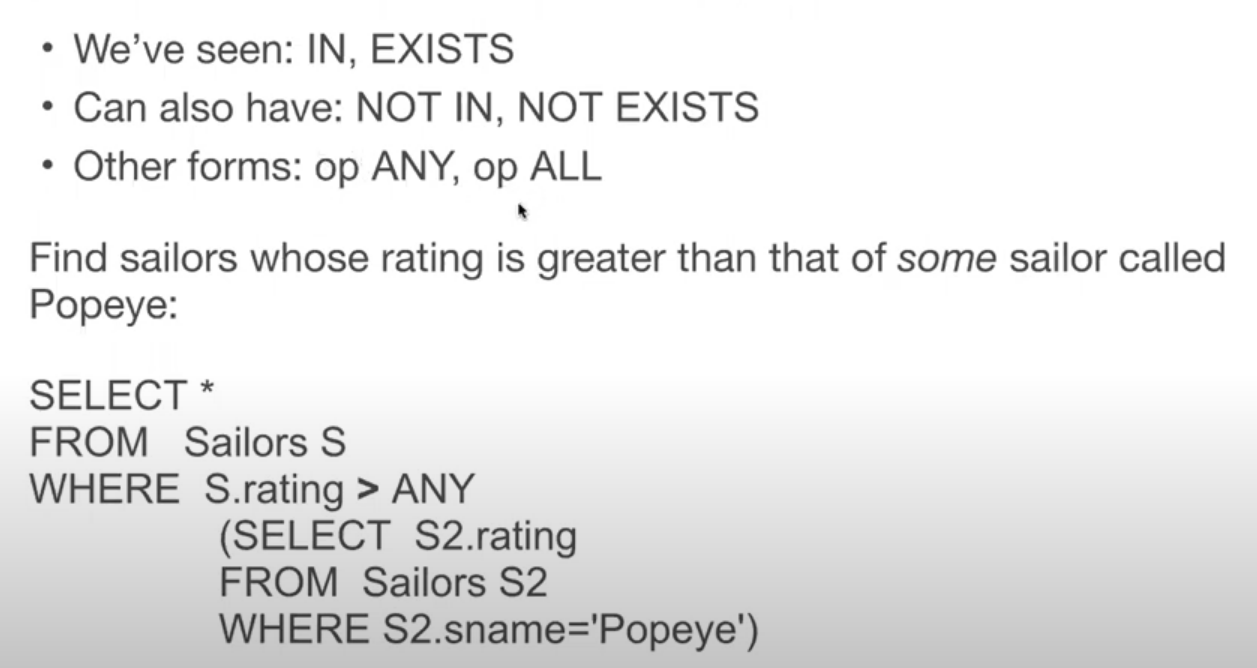 • We’ve seen: IN, EXISTS
• Can also have: NOT IN, NOT EXISTS
• Other forms: op ANY, op ALL
Find sailors whose rating is greater than that of some sailor called
Popeye:
SELECT *
FROM Sailors S
WHERE S.rating > ANY
(SELECT S2.rating
FROM Sailors S2
WHERE S2.sname='Popeye')